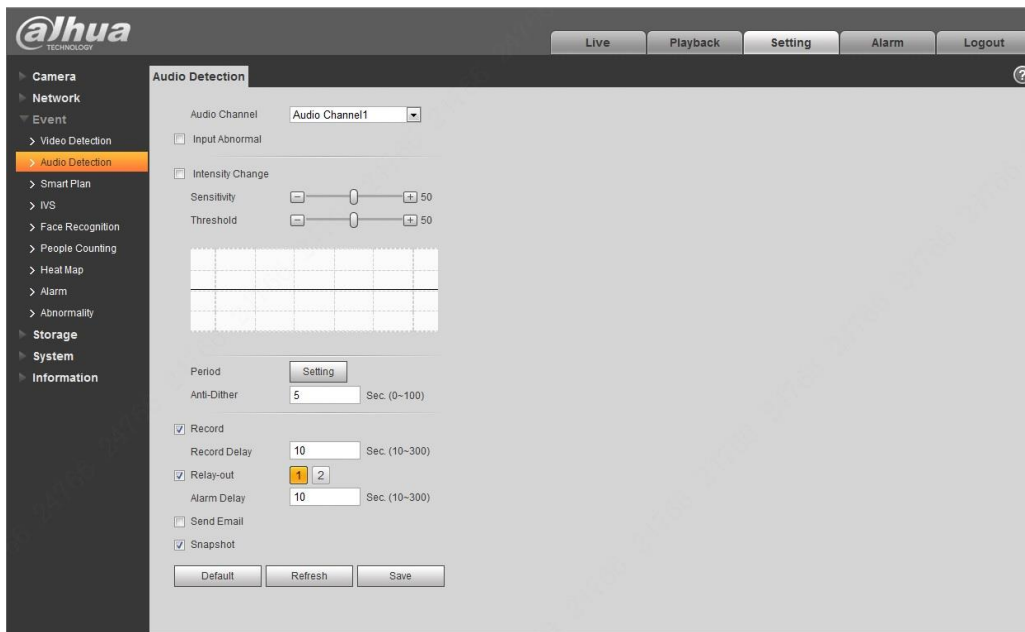 alhua
TECHNOLOGY
Live Playback Setting Alarm Logout
Camera
Network
Event
Video Detection
Audio Detection
Smart Plan
IVS
Face Recognition
People Counting
Heat Map
Alarm
Abnormality
Storage
System
Information
Audio Detection
?
Audio Channel Audio Channel1
Input Abnormal
Intensity Change
Sensitivity 50
Threshold 50
Period Setting
Anti-Dither 5 Sec. (0~100)
Record
Record Delay 10 Sec. (10~300)
Relay-out 1 2
Alarm Delay 10 Sec. (10~300)
Send Email
Snapshot
Default Refresh Save